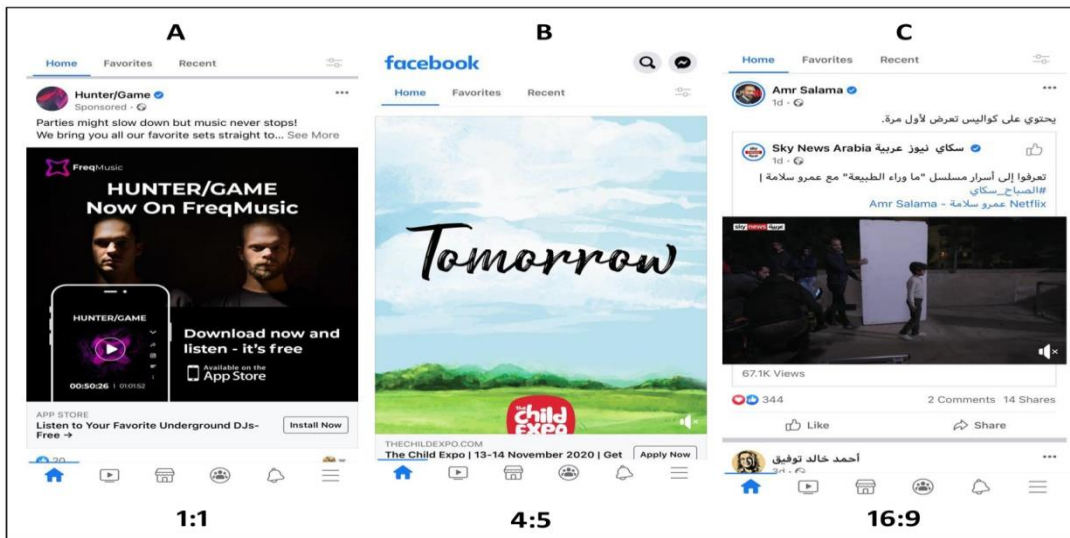 A
Home Favorites Recent
Hunter/Game
Sponsored
Parties might slow down but music never stops!
We bring you all our favorite sets straight to... See More
FreqMusic
HUNTER/GAME
Now On FreqMusic
HUNTER/GAME
00:50:26 | 01:01:52
Download now and
listen - it's free
Available on the
App Store
APP STORE
Listen to Your Favorite Underground DJs-
Free →
Install Now
20
1:1
B
facebook
Home Favorites Recent
Tomorrow
the
child
EXPO
THECHILDEXPO.COM
The Child Expo | 13-14 November 2020 | Get
Apply Now
4:5
C
Home Favorites Recent
Amr Salama
1d
يحتوي على كواليس تعرض لأول مرة.
Sky News Arabia سكاي نيوز عربية
1d
تعرفوا إلى أسرار مسلسل "ما وراء الطبيعة" مع عمرو سلامة |
#الصباح_سكاي
Netflix عمرو سلامة - Amr Salama
sky news عربية
67.1K Views
344
2 Comments 14 Shares
Like Share
أحمد خالد توفيق
3d
16:9